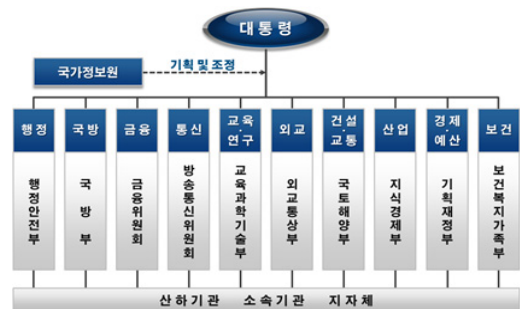 대통령
국가정보원
기획 및 조정
행정
국방
금융
통신
교육·연구
외교
건설·교통
산업
경제·예산
보건
행정안전부
국방부
금융위원회
방송통신위원회
교육과학기술부
외교통상부
국토해양부
지식경제부
기획재정부
보건복지가족부
산하기관 소속기관 지자체